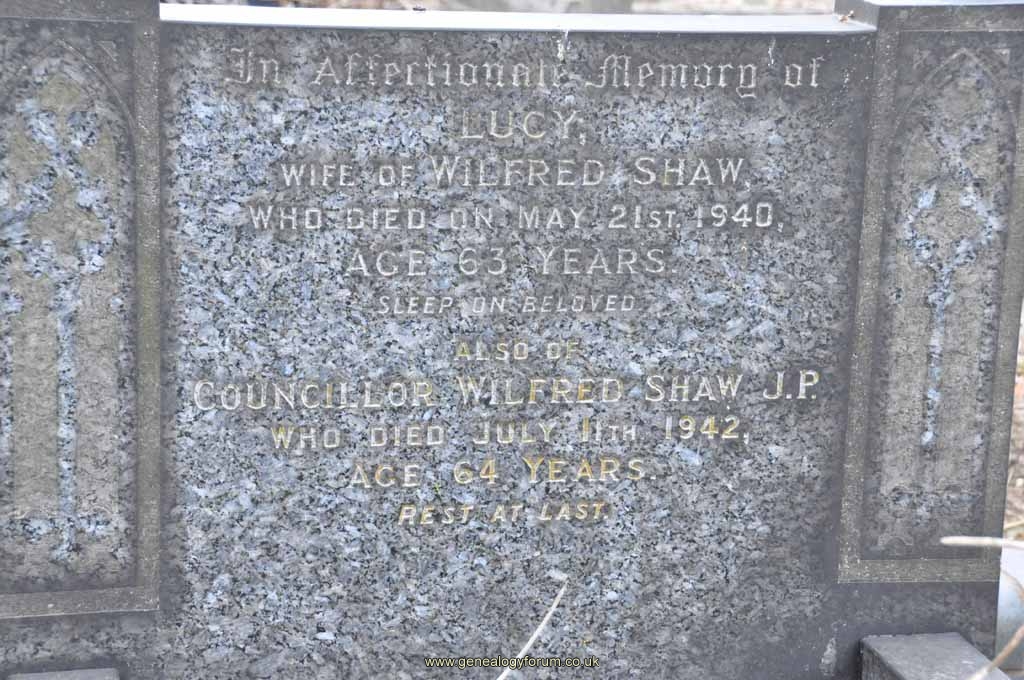 In Affectionate Memory of
LUCY,
WIFE OF WILFRED SHAW,
WHO DIED ON MAY 21ST, 1940,
AGE 63 YEARS.
SLEEP ON BELOVED
ALSO OF
COUNCILLOR WILFRED SHAW J.P.
WHO DIED JULY 11TH 1942,
AGE 64 YEARS.
REST AT LAST.
www.genealogyforum.co.uk